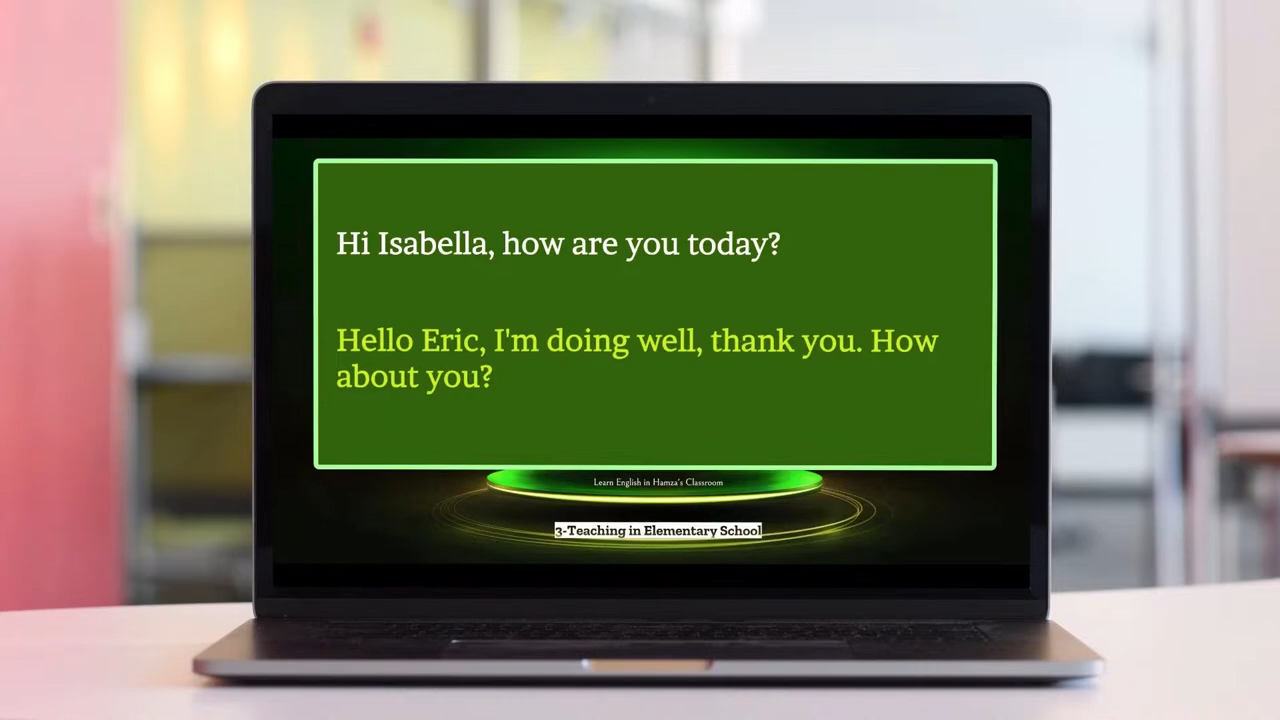 Hi Isabella, how are you today?
Hello Eric, I'm doing well, thank you. How
about you?
Learn English in Hamza's Classroom
3-Teaching in Elementary School